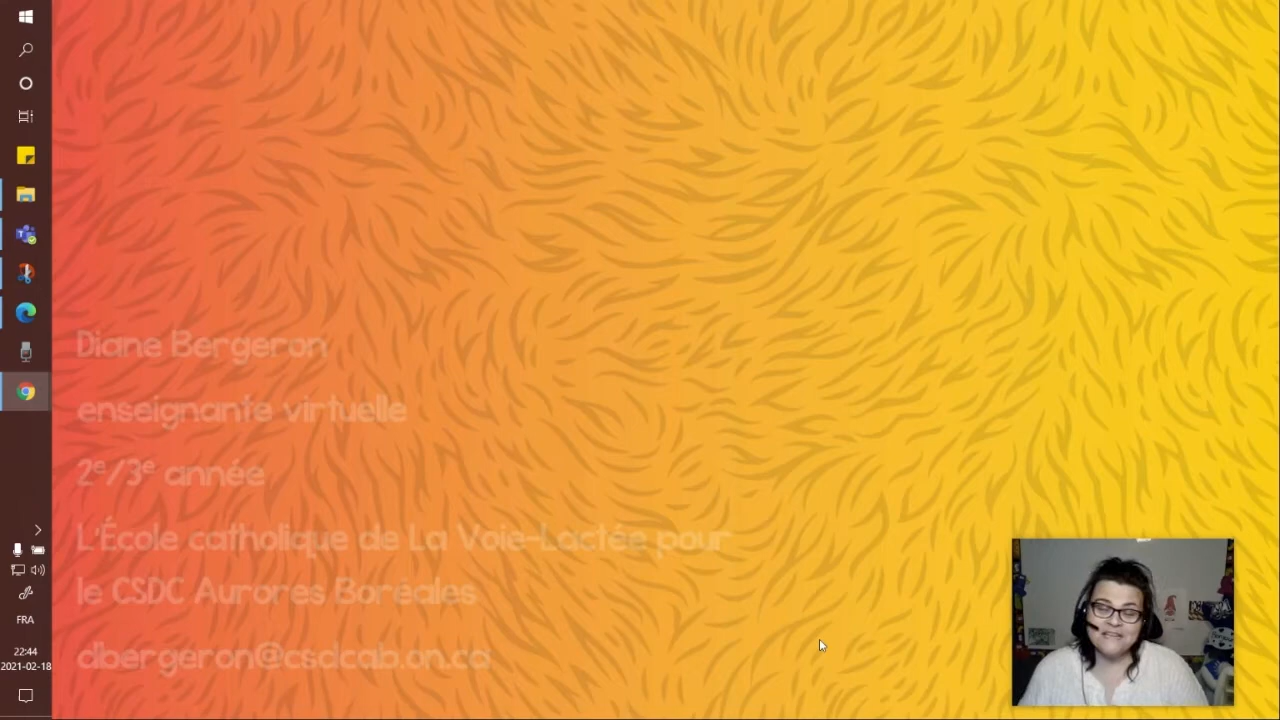 Diane Bergeron
enseignante virtuelle
2e/3e année
L'École catholique de La Voie-Lactée pour
le CSDC Aurores Boréales
dbergeron@csdcab.on.ca
FRA
22:44
2021-02-18